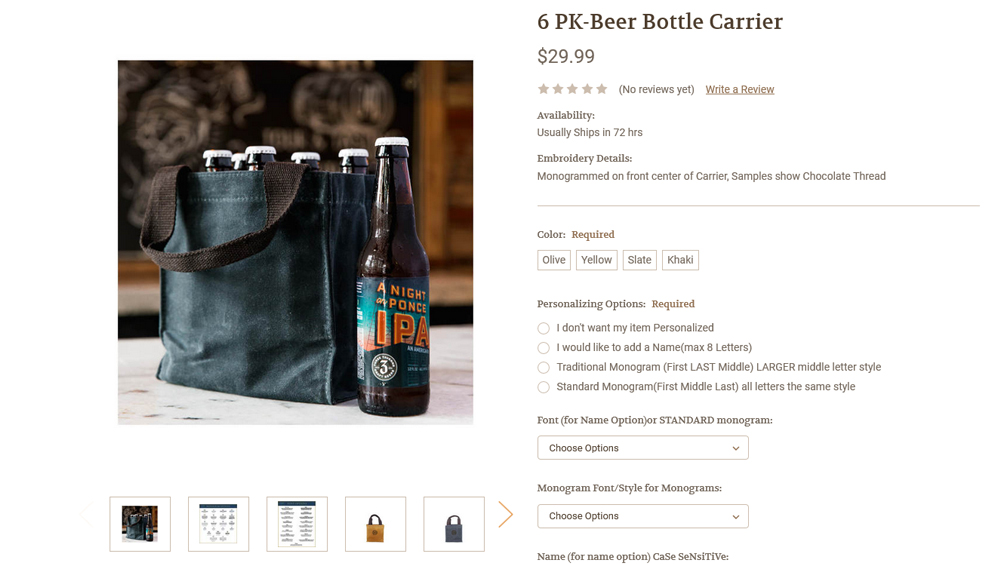 6 PK-Beer Bottle Carrier
$29.99
(No reviews yet) Write a Review
Availability:
Usually Ships in 72 hrs
Embroidery Details:
Monogrammed on front center of Carrier, Samples show Chocolate Thread
Color: Required
Olive Yellow Slate Khaki
Personalizing Options: Required
I don't want my item Personalized
I would like to add a Name(max 8 Letters)
Traditional Monogram (First LAST Middle) LARGER middle letter style
Standard Monogram(First Middle Last) all letters the same style
Font (for Name Option)or STANDARD monogram:
Choose Options
Monogram Font/Style for Monograms:
Choose Options
Name (for name option) CaSe SeNsiTiVe:
A NIGHT
on PONCE
IPA
AN AMERICAN
3